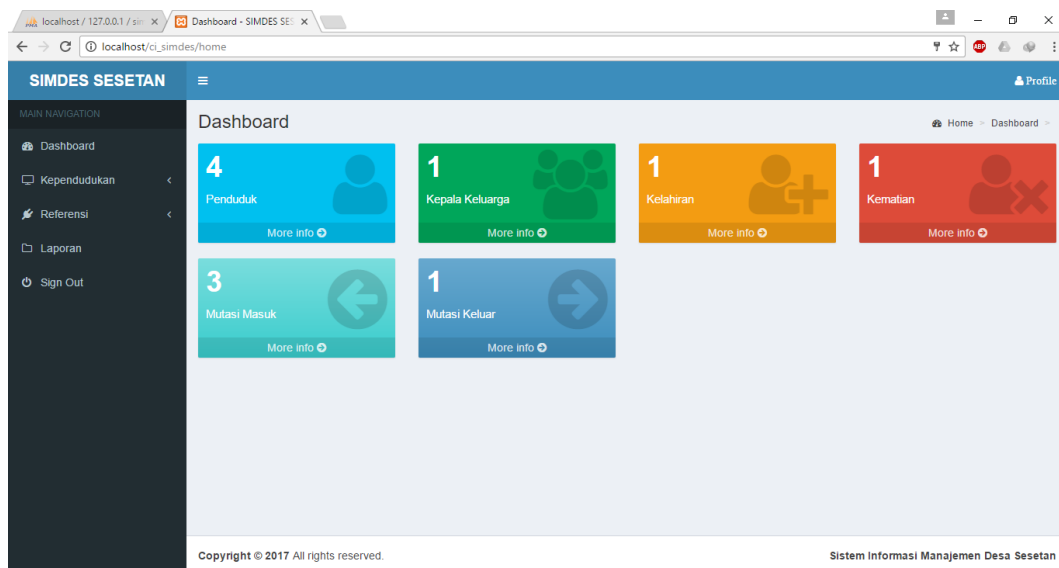 localhost / 127.0.0.1 / sim
Dashboard - SIMDES SES
localhost/ci_simdes/home
ABP
SIMDES SESETAN
Profile
MAIN NAVIGATION
Dashboard
Kependudukan
Referensi
Laporan
Sign Out
Dashboard
Home > Dashboard >
4
Penduduk
More info
1
Kepala Keluarga
More info
1
Kelahiran
More info
1
Kematian
More info
3
Mutasi Masuk
More info
1
Mutasi Keluar
More info
Copyright © 2017 All rights reserved.
Sistem Informasi Manajemen Desa Sesetan